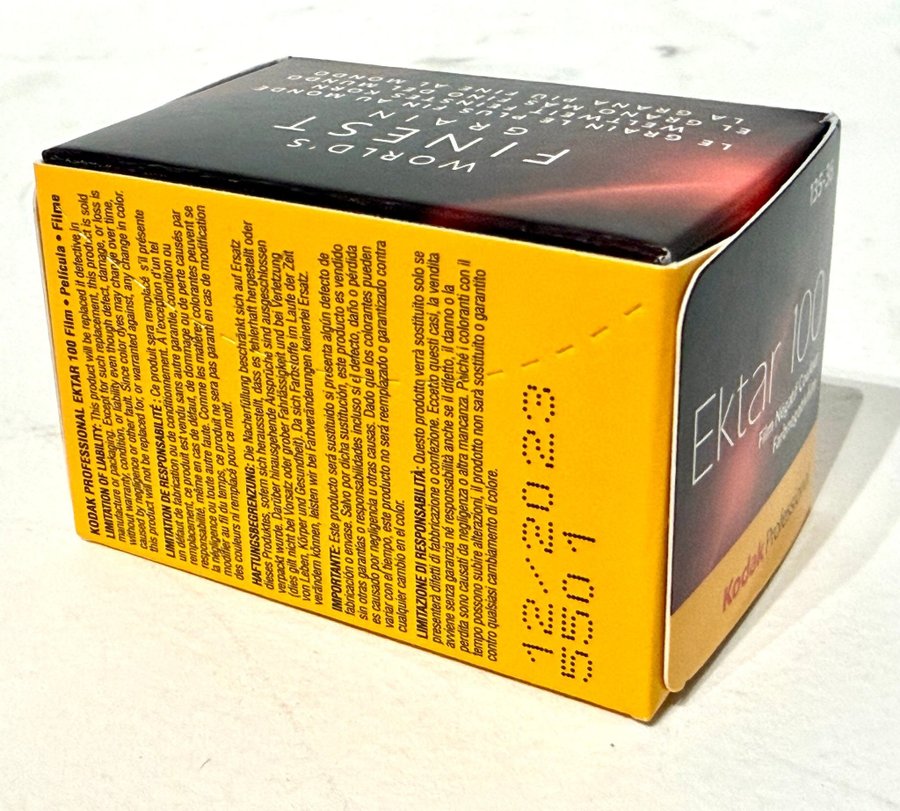 WORLD'S
FINEST
GRAIN
LE GRAIN LE PLUS FIN AU MONDE
WELTWEIT FEINSTES KORN
EL GRANO MÁS FINO DEL MUNDO
LA GRANA PIÙ FINE AL MONDO
KODAK PROFESSIONAL EKTAR 100 Film • Película • Filme
LIMITATION OF LIABILITY: This product will be replaced if defective in
manufacture or packaging. Except for such replacement, this product is sold
without warranty, condition, or liability even though defect, damage, or loss is
caused by negligence or other fault. Since color dyes may change over time,
this product will not be replaced for, or warranted against, any change in color.
LIMITATION DE RESPONSABILITÉ : Ce produit sera remplacé s'il présente
un défaut de fabrication ou de conditionnement. À l'exception d'un tel
remplacement, ce produit est vendu sans autre garantie, condition ou
responsabilité, même en cas de défaut, de dommage ou de perte causés par
la négligence ou toute autre faute. Comme les matières colorantes peuvent se
modifier au fil du temps, ce produit ne sera pas garanti en cas de modification
des couleurs ni remplacé pour ce motif.
HAFTUNGSBEGRENZUNG: Die Nacherfüllung beschränkt sich auf Ersatz
dieses Produktes, sofern sich herausstellt, dass es fehlerhaft hergestellt oder
verpackt wurde. Darüber hinausgehende Ansprüche sind ausgeschlossen
(dies gilt nicht bei Vorsatz oder grober Fahrlässigkeit und bei Verletzung
von Leben, Körper und Gesundheit). Da sich Farbstoffe im Laufe der Zeit
verändern können, leisten wir bei Farbveränderungen keinerlei Ersatz.
IMPORTANTE: Este producto será sustituido si presenta algún defecto de
fabricación o envase. Salvo por dicha sustitución, este producto es vendido
sin otras garantías o responsabilidades incluso si el defecto, daño o pérdida
es causado por negligencia u otras causas. Dado que los colorantes pueden
variar con el tiempo, este producto no será reemplazado o garantizado contra
cualquier cambio en el color.
LIMITAZIONE DI RESPONSABILITÀ: Questo prodotto verrà sostituito solo se
presenterà difetti di fabbricazione o confezione. Eccetto questi casi, la vendita
avviene senza garanzia né responsabilità anche se il difetto, il danno o la
perdita sono causati da negligenza o altra mancanza. Poiché i coloranti con il
tempo possono subire alterazioni, il prodotto non sarà sostituito o garantito
contro qualsiasi cambiamento di colore.
12/2023
5501
135-36
Ektar 100
Film Négatif Couleur
Kodak Professional